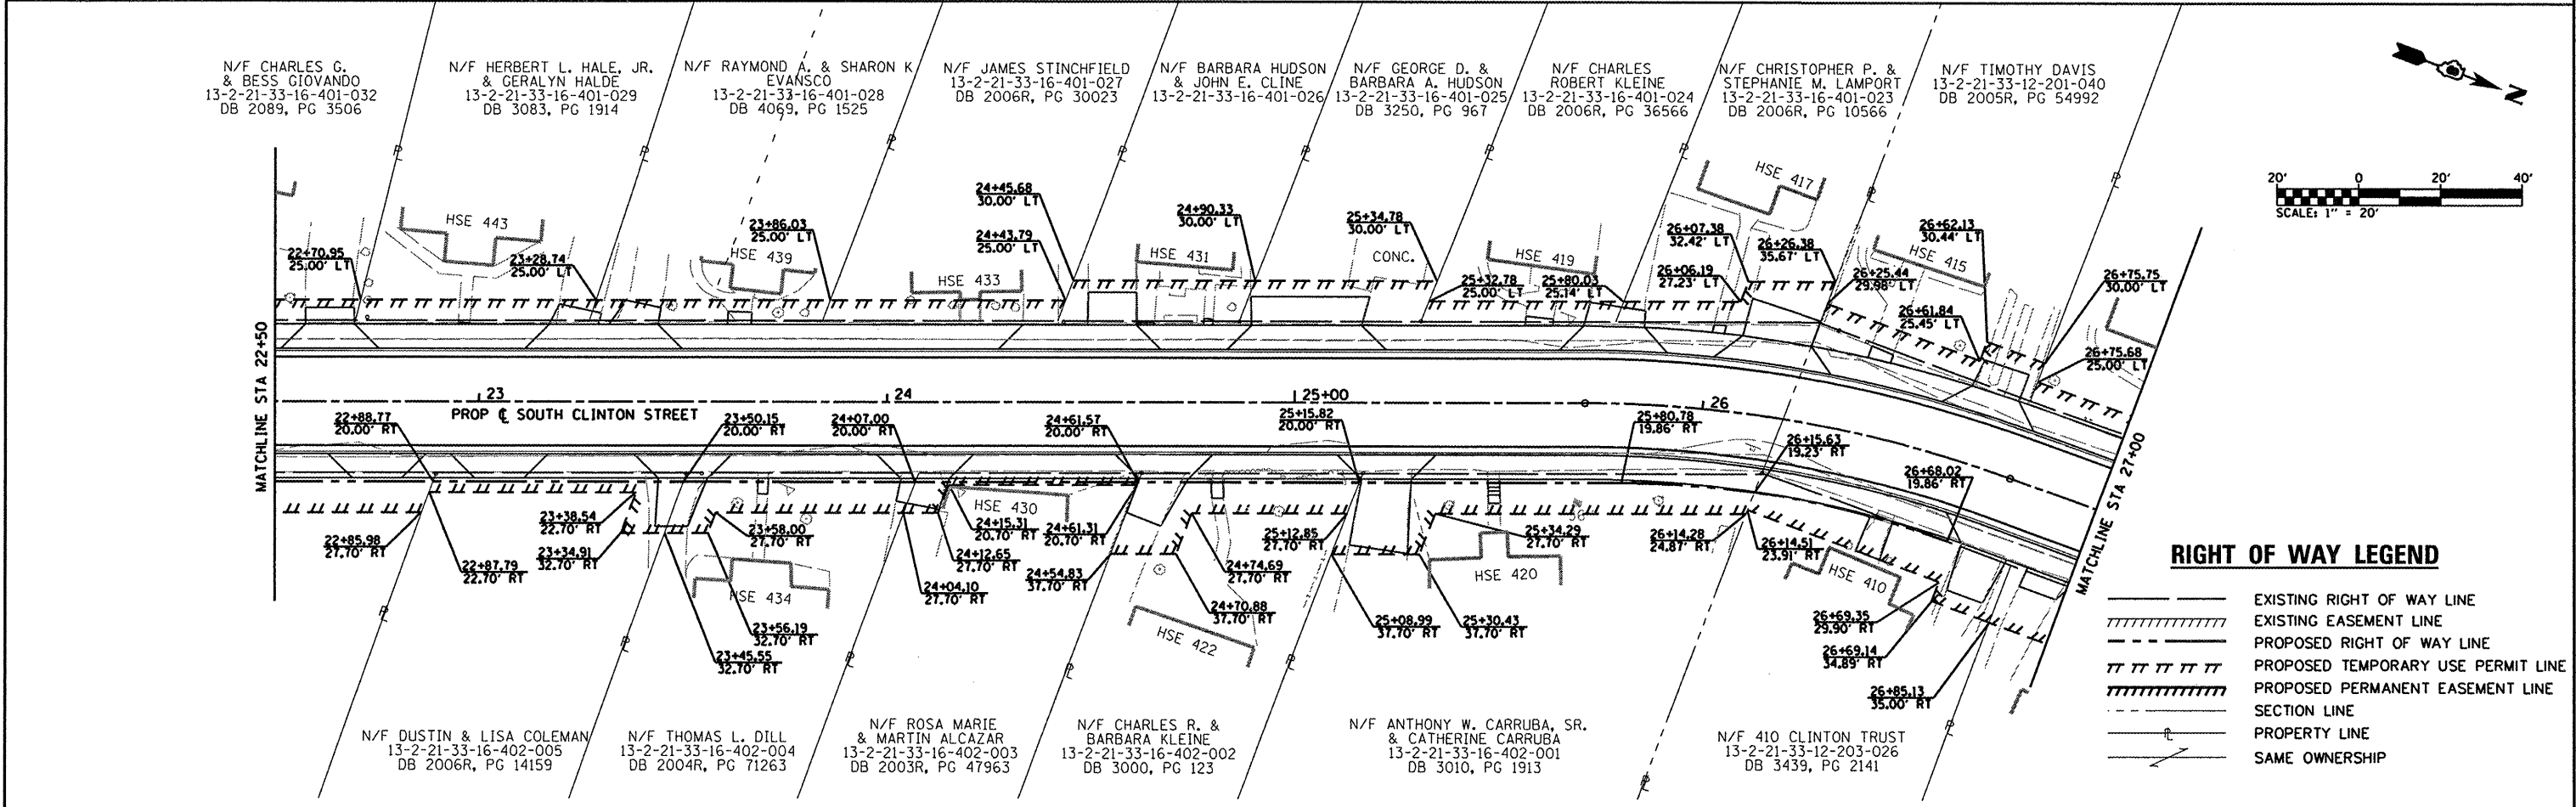 N/F CHARLES G.
& BESS GIOVANDO
13-2-21-33-16-401-032
DB 2089, PG 3506
N/F HERBERT L. HALE, JR.
& GERALYN HALDE
13-2-21-33-16-401-029
DB 3083, PG 1914
N/F RAYMOND A. & SHARON K
EVANSCO
13-2-21-33-16-401-028
DB 4069, PG 1525
N/F JAMES STINCHFIELD
13-2-21-33-16-401-027
DB 2006R, PG 30023
N/F BARBARA HUDSON
& JOHN E. CLINE
13-2-21-33-16-401-026
N/F GEORGE D. &
BARBARA A. HUDSON
13-2-21-33-16-401-025
DB 3250, PG 967
N/F CHARLES
ROBERT KLEINE
13-2-21-33-16-401-024
DB 2006R, PG 36566
N/F CHRISTOPHER P. &
STEPHANIE M. LAMPORT
13-2-21-33-16-401-023
DB 2006R, PG 10566
N/F TIMOTHY DAVIS
13-2-21-33-12-201-040
DB 2005R, PG 54992
N
20' 0 20' 40'
SCALE: 1" = 20'
HSE 443
HSE 439
HSE 433
HSE 431
CONC.
HSE 419
HSE 417
HSE 415
22+70.95
25.00' LT
23+28.74
25.00' LT
23+86.03
25.00' LT
24+45.68
30.00' LT
24+43.79
25.00' LT
24+90.33
30.00' LT
25+34.78
30.00' LT
25+32.78
25.00' LT
25+80.03
25.14' LT
26+07.38
32.42' LT
26+06.19
27.23' LT
26+26.38
35.67' LT
26+25.44
29.98' LT
26+62.13
30.44' LT
26+61.84
25.45' LT
26+75.75
30.00' LT
26+75.68
25.00' LT
MATCHLINE STA 22+50
23
24
25+00
26
PROP ℄ SOUTH CLINTON STREET
MATCHLINE STA 27+00
22+88.77
20.00' RT
23+50.15
20.00' RT
24+07.00
20.00' RT
24+61.57
20.00' RT
25+15.82
20.00' RT
25+80.78
19.86' RT
26+15.63
19.23' RT
26+68.02
19.86' RT
22+85.98
27.70' RT
22+87.79
22.70' RT
23+38.54
22.70' RT
23+34.91
32.70' RT
23+58.00
27.70' RT
23+56.19
32.70' RT
23+45.55
32.70' RT
HSE 434
HSE 430
24+15.31
20.70' RT
24+12.65
27.70' RT
24+04.10
27.70' RT
24+61.31
20.70' RT
24+54.83
37.70' RT
24+74.69
27.70' RT
24+70.88
37.70' RT
HSE 422
25+12.85
27.70' RT
25+08.99
37.70' RT
25+30.43
37.70' RT
25+34.29
27.70' RT
HSE 420
26+14.28
24.87' RT
26+14.51
23.91' RT
HSE 410
26+69.35
29.90' RT
26+69.14
34.89' RT
26+85.13
35.00' RT
N/F DUSTIN & LISA COLEMAN
13-2-21-33-16-402-005
DB 2006R, PG 14159
N/F THOMAS L. DILL
13-2-21-33-16-402-004
DB 2004R, PG 71263
N/F ROSA MARIE
& MARTIN ALCAZAR
13-2-21-33-16-402-003
DB 2003R, PG 47963
N/F CHARLES R. &
BARBARA KLEINE
13-2-21-33-16-402-002
DB 3000, PG 123
N/F ANTHONY W. CARRUBA, SR.
& CATHERINE CARRUBA
13-2-21-33-16-402-001
DB 3010, PG 1913
N/F 410 CLINTON TRUST
13-2-21-33-12-203-026
DB 3439, PG 2141
RIGHT OF WAY LEGEND
EXISTING RIGHT OF WAY LINE
EXISTING EASEMENT LINE
PROPOSED RIGHT OF WAY LINE
PROPOSED TEMPORARY USE PERMIT LINE
PROPOSED PERMANENT EASEMENT LINE
SECTION LINE
PROPERTY LINE
SAME OWNERSHIP